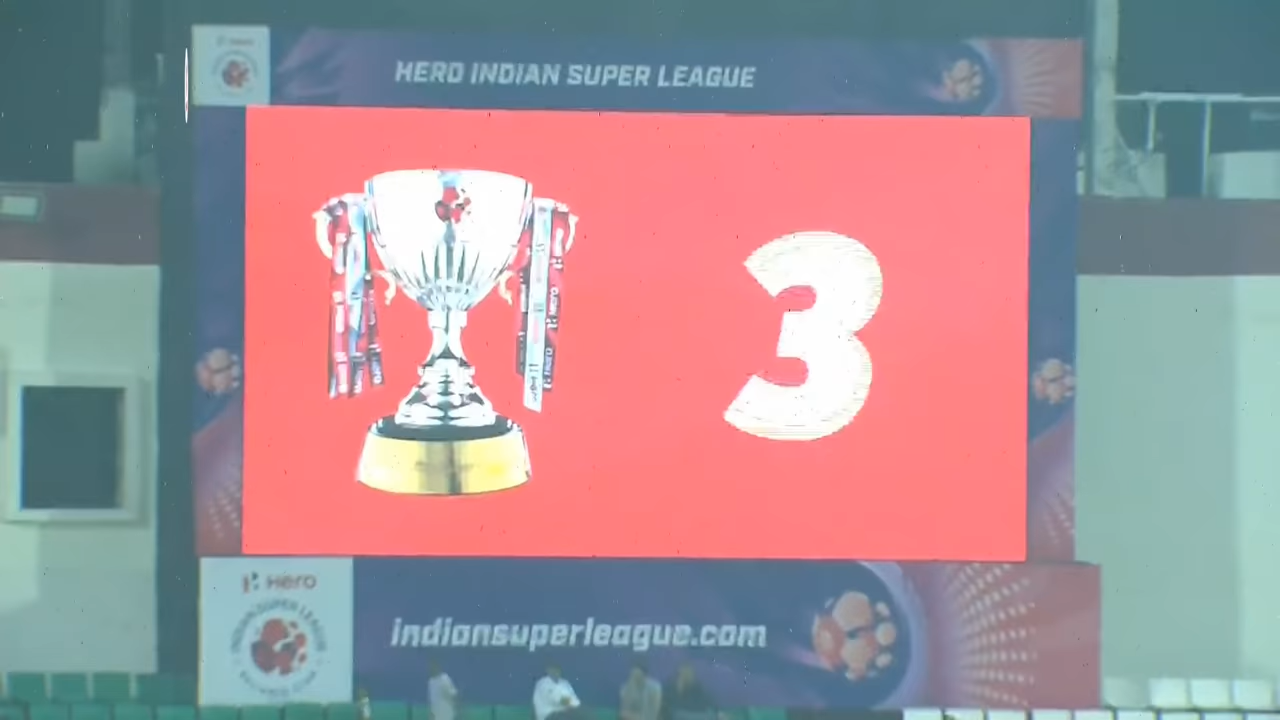 HERO INDIAN SUPER LEAGUE
3
Hero
INDIAN SUPER LEAGUE
indiansuperleague.com